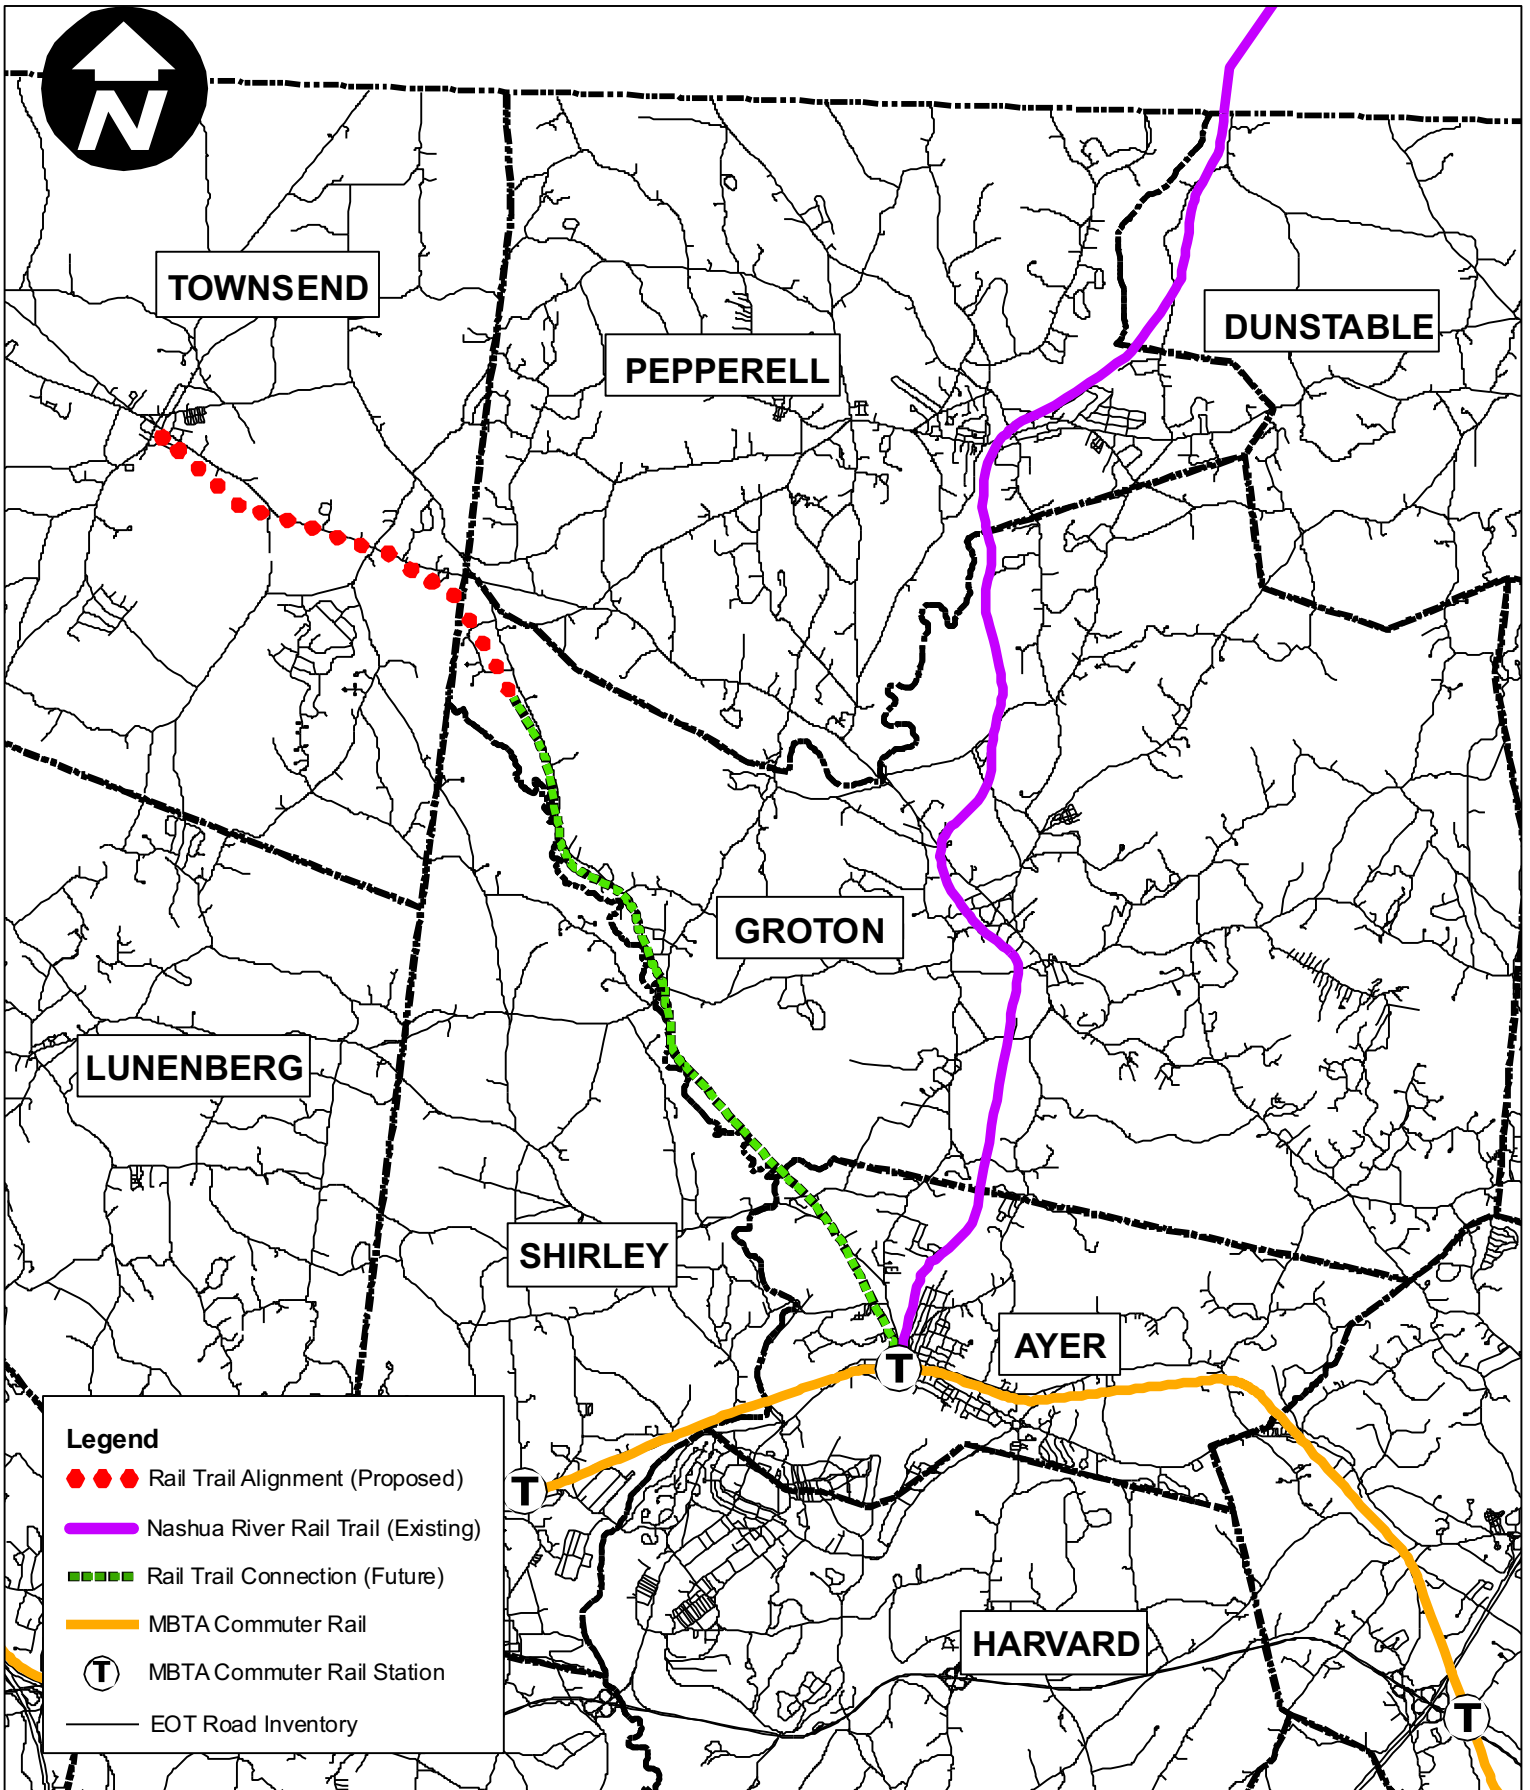 N
TOWNSEND
DUNSTABLE
PEPPERELL
GROTON
LUNENBERG
SHIRLEY
AYER
T
T
HARVARD
T
Legend
Rail Trail Alignment (Proposed)
Nashua River Rail Trail (Existing)
Rail Trail Connection (Future)
MBTA Commuter Rail
T MBTA Commuter Rail Station
EOT Road Inventory